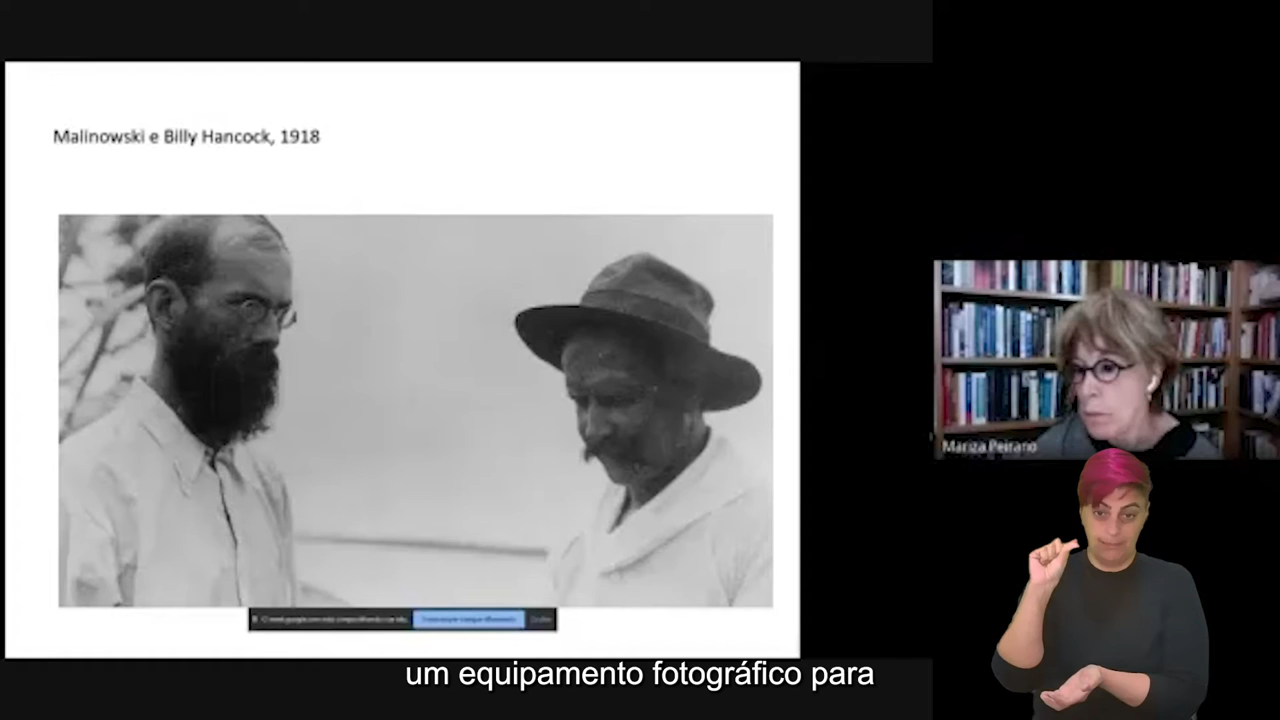 Malinowski e Billy Hancock, 1918
Mariza Peirano
um equipamento fotográfico para